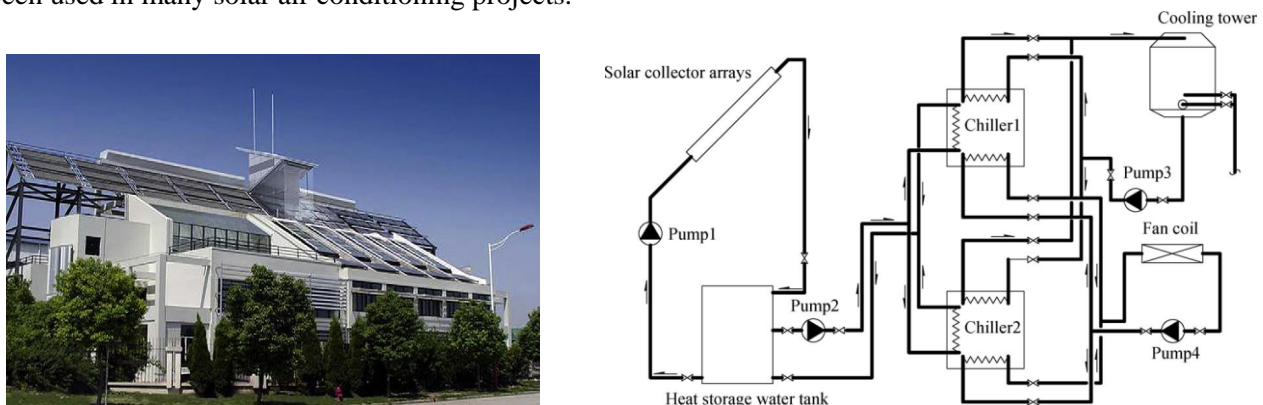 used in many solar air conditioning projects.
Cooling tower
Solar collector arrays
Chiller1
Pump3
Pump1
Fan coil
Pump2
Chiller2
Pump4
Heat storage water tank